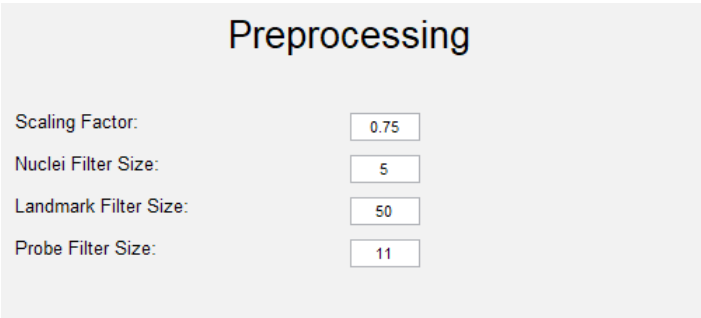 Preprocessing
Scaling Factor: 0.75
Nuclei Filter Size: 5
Landmark Filter Size: 50
Probe Filter Size: 11